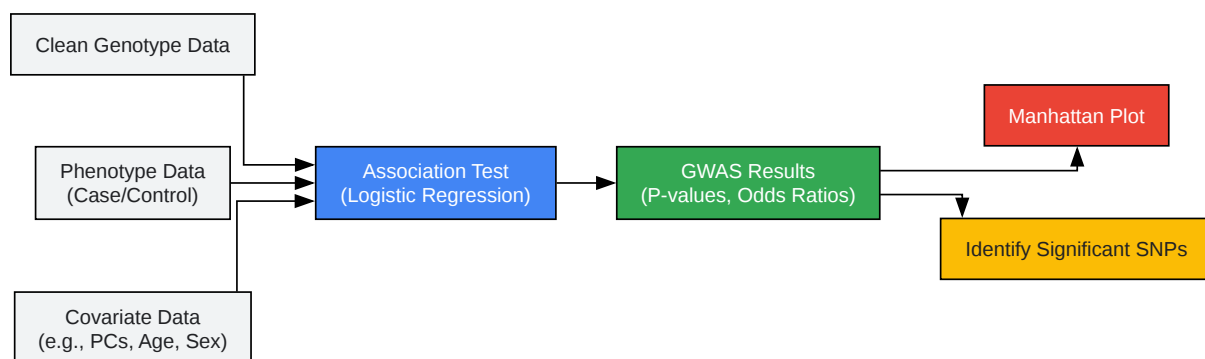 Clean Genotype Data
Phenotype Data
(Case/Control)
Covariate Data
(e.g., PCs, Age, Sex)
Association Test
(Logistic Regression)
GWAS Results
(P-values, Odds Ratios)
Manhattan Plot
Identify Significant SNPs